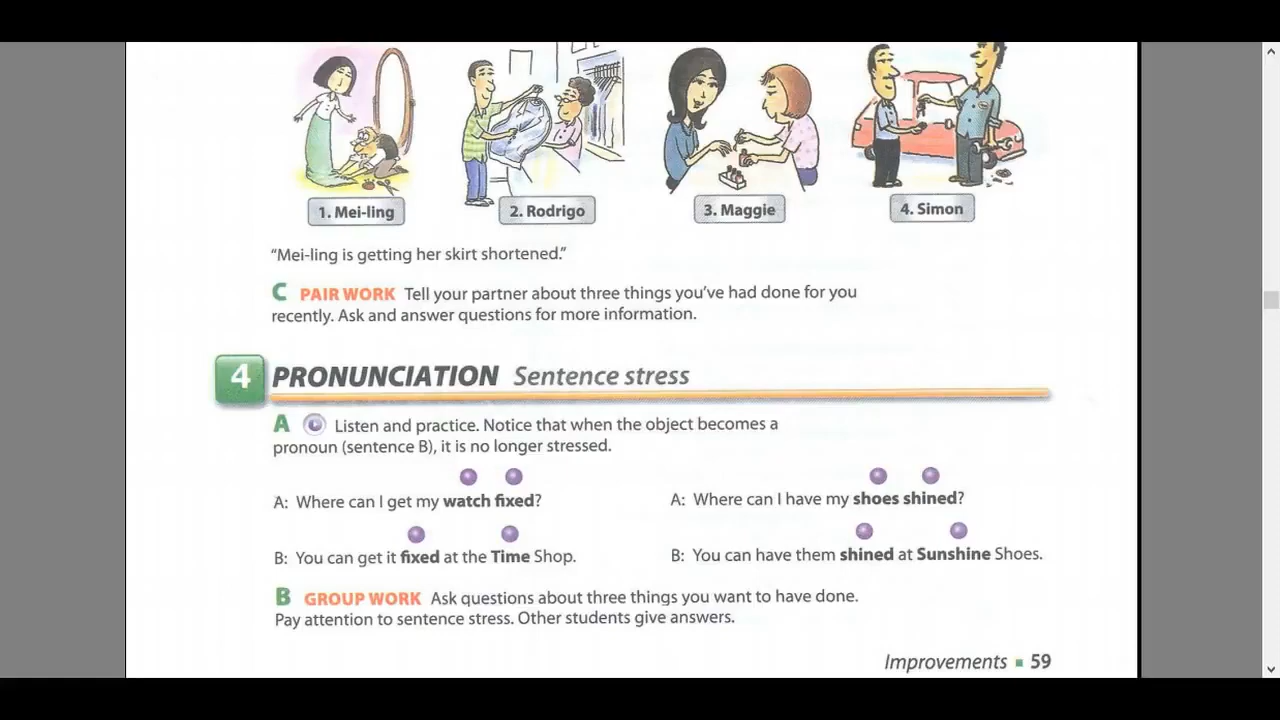 1. Mei-ling
2. Rodrigo
3. Maggie
4. Simon
"Mei-ling is getting her skirt shortened."
C PAIR WORK Tell your partner about three things you've had done for you
recently. Ask and answer questions for more information.
4 PRONUNCIATION Sentence stress
A Listen and practice. Notice that when the object becomes a
pronoun (sentence B), it is no longer stressed.
A: Where can I get my watch fixed?
B: You can get it fixed at the Time Shop.
A: Where can I have my shoes shined?
B: You can have them shined at Sunshine Shoes.
B GROUP WORK Ask questions about three things you want to have done.
Pay attention to sentence stress. Other students give answers.
Improvements ▪ 59